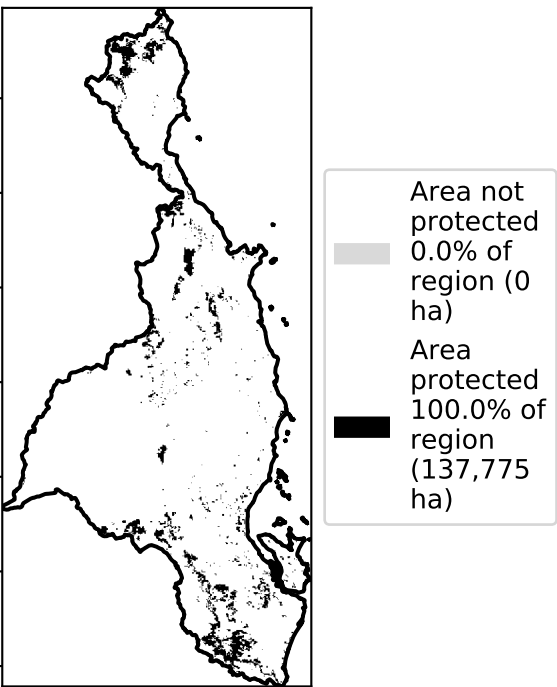 Area not
protected
0.0% of
region (0
ha)
Area
protected
100.0% of
region
(137,775
ha)